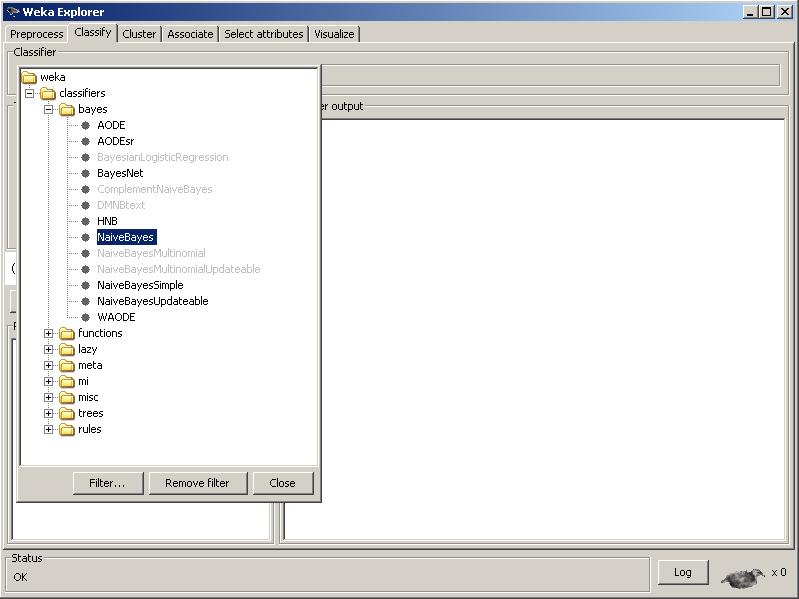 Weka Explorer
Preprocess Classify Cluster Associate Select attributes Visualize
Classifier
weka
classifiers
bayes
er output
AODE
AODEsr
BayesianLogisticRegression
BayesNet
ComplementNaiveBayes
DMNBtext
HNB
NaiveBayes
NaiveBayesMultinomial
NaiveBayesMultinomialUpdateable
NaiveBayesSimple
NaiveBayesUpdateable
WAODE
functions
lazy
meta
mi
misc
trees
rules
Filter... Remove filter Close
Status
OK
Log
x 0